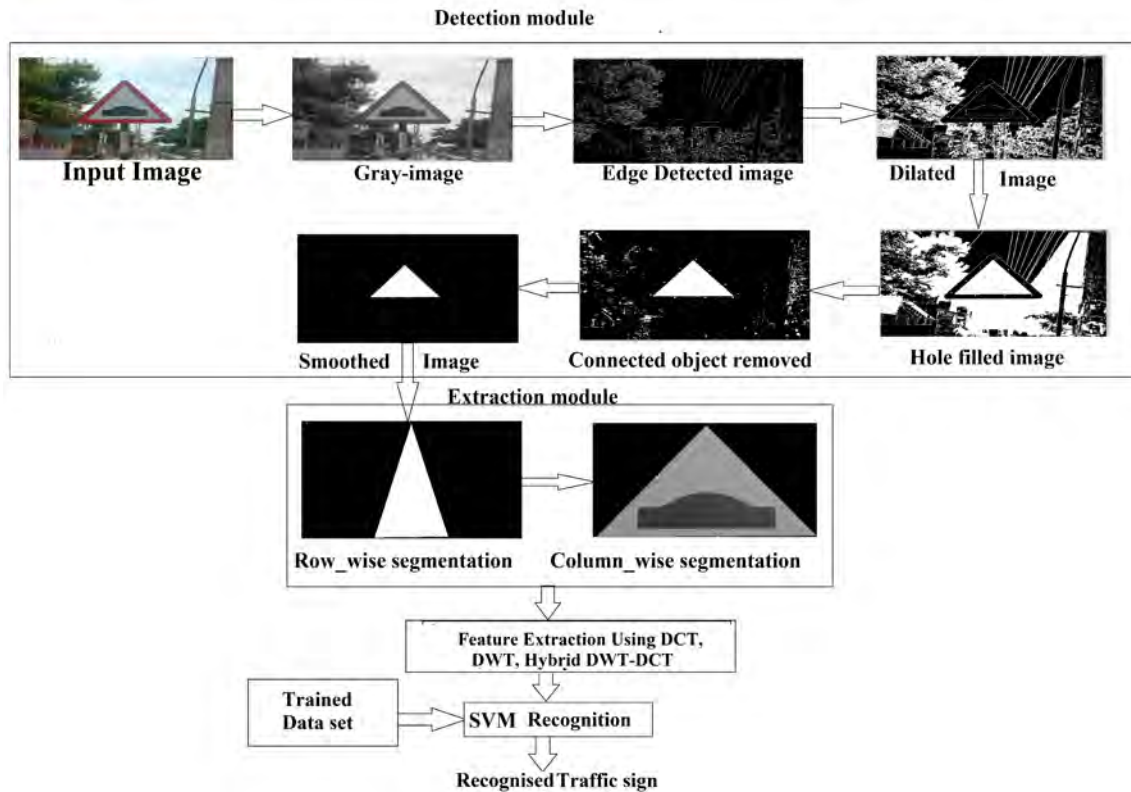 Detection module
Input Image
Gray-image
Edge Detected image
Dilated Image
Smoothed Image
Connected object removed
Hole filled image
Extraction module
Row_wise segmentation
Column_wise segmentation
Feature Extraction Using DCT,
DWT, Hybrid DWT-DCT
Trained
Data set
SVM Recognition
Recognised Traffic sign